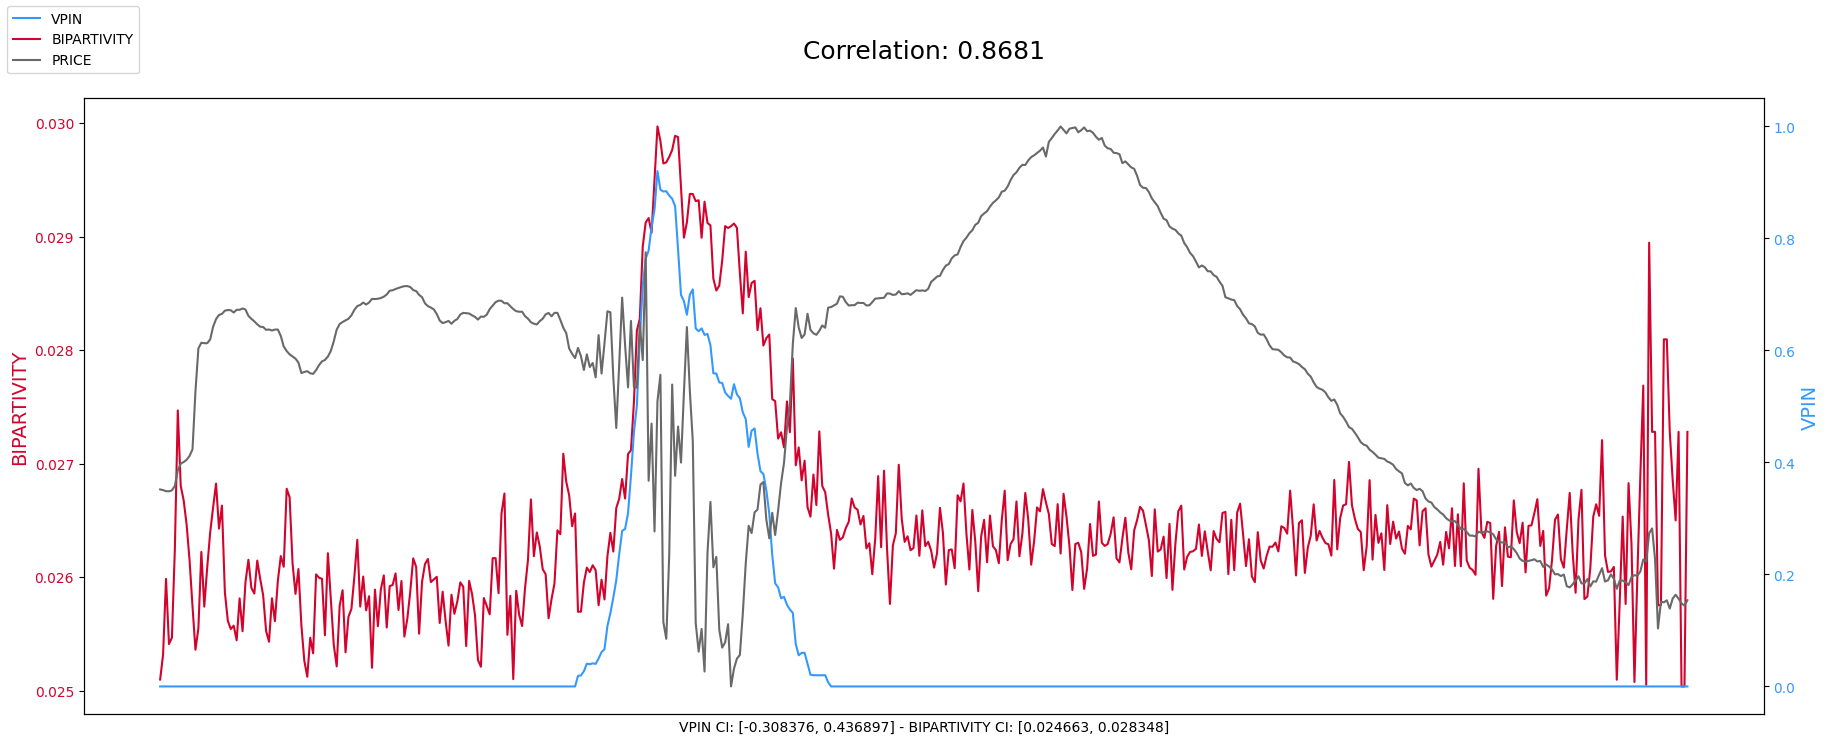 VPIN
BIPARTIVITY
PRICE
Correlation: 0.8681
0.030
0.029
0.028
0.027
0.026
0.025
BIPARTIVITY
1.0
0.8
0.6
0.4
0.2
0.0
VPIN
VPIN CI: [-0.308376, 0.436897] - BIPARTIVITY CI: [0.024663, 0.028348]